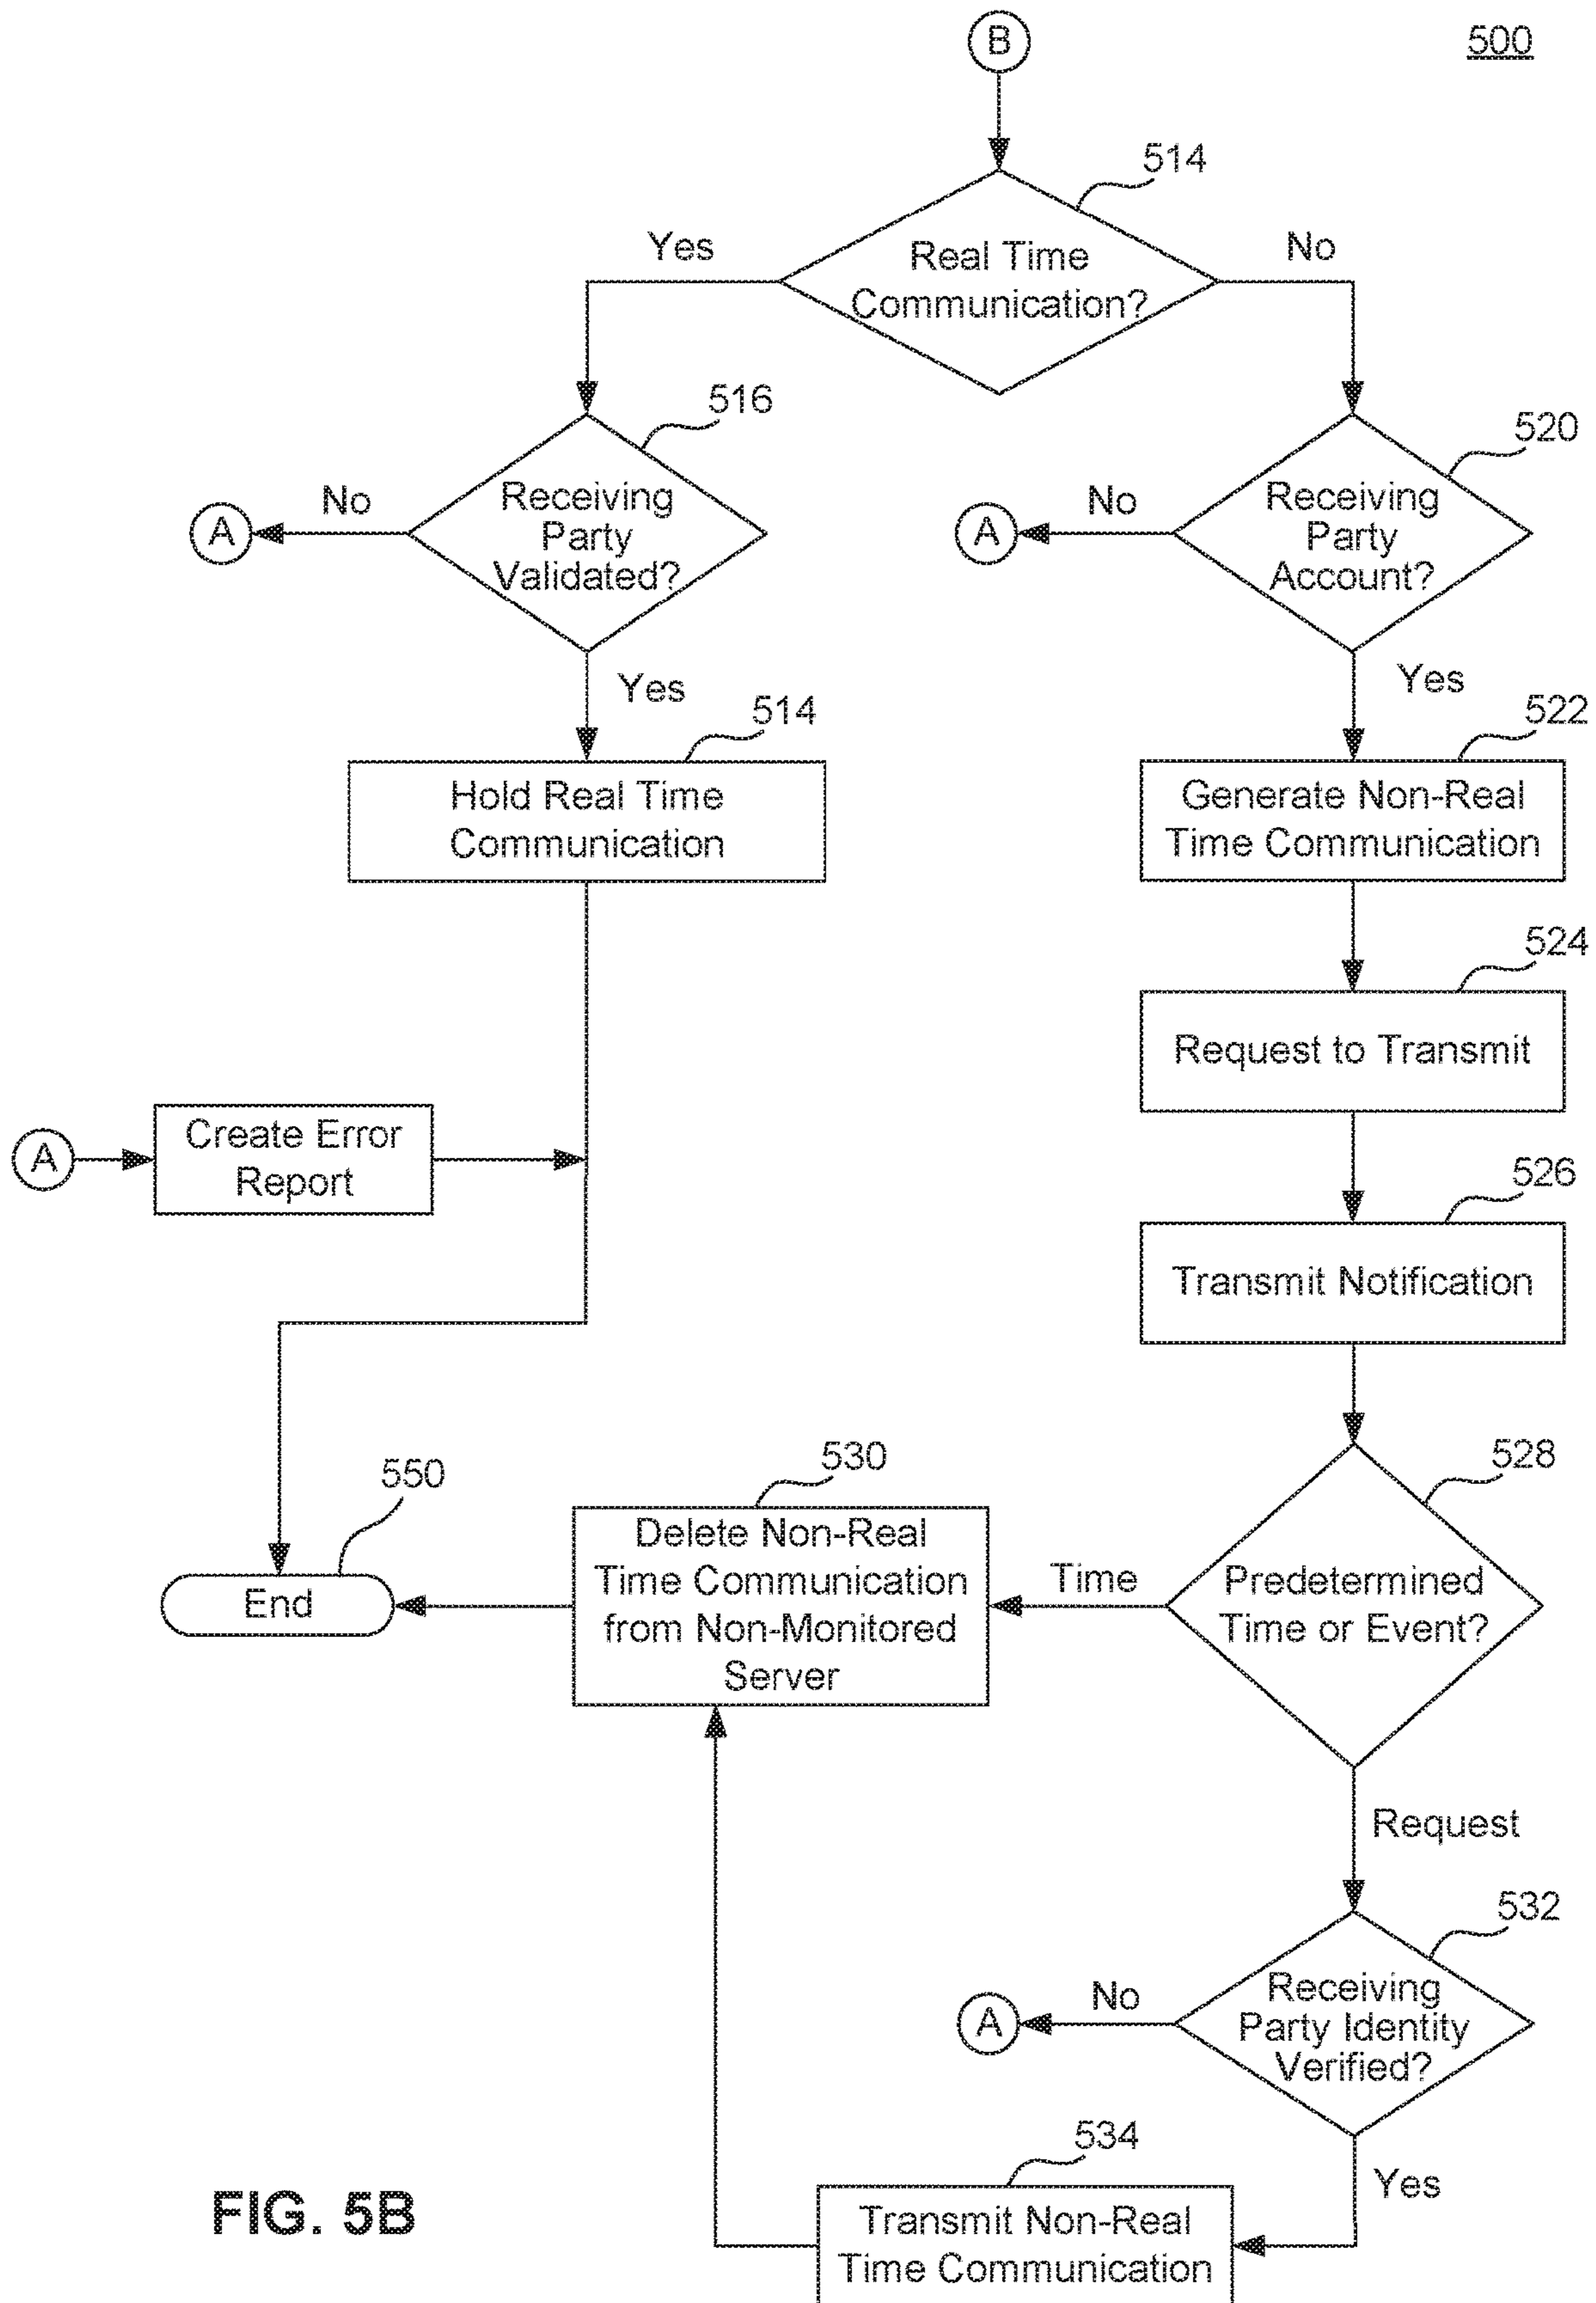 B
500
514
Yes
Real Time
Communication?
No
516
520
A
No
Receiving
Party
Validated?
A
No
Receiving
Party
Account?
Yes
Yes
514
522
Hold Real Time
Communication
Generate Non-Real
Time Communication
524
Request to Transmit
A
Create Error
Report
526
Transmit Notification
550
530
528
End
Delete Non-Real
Time Communication
from Non-Monitored
Server
Time
Predetermined
Time or Event?
Request
532
A
No
Receiving
Party Identity
Verified?
534
Yes
Transmit Non-Real
Time Communication
FIG. 5B